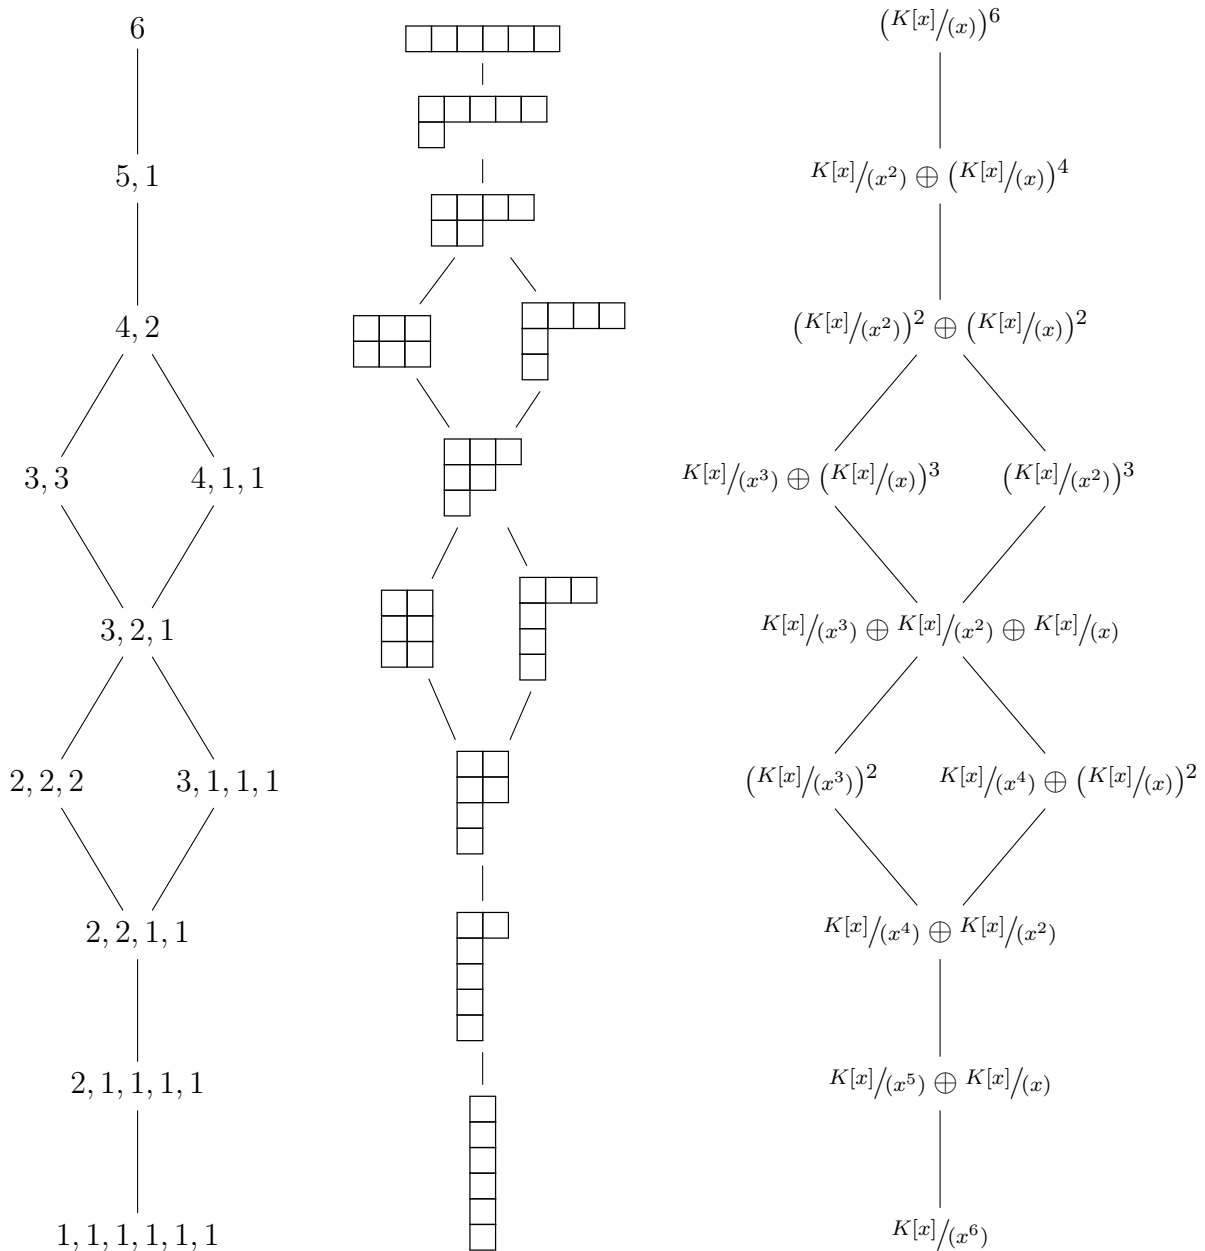 6
(K[x]/(x))^6
5, 1
K[x]/(x^2) ⊕ (K[x]/(x))^4
4, 2
(K[x]/(x^2))^2 ⊕ (K[x]/(x))^2
3, 3
4, 1, 1
K[x]/(x^3) ⊕ (K[x]/(x))^3
(K[x]/(x^2))^3
3, 2, 1
K[x]/(x^3) ⊕ K[x]/(x^2) ⊕ K[x]/(x)
2, 2, 2
3, 1, 1, 1
(K[x]/(x^3))^2
K[x]/(x^4) ⊕ (K[x]/(x))^2
2, 2, 1, 1
K[x]/(x^4) ⊕ K[x]/(x^2)
2, 1, 1, 1, 1
K[x]/(x^5) ⊕ K[x]/(x)
1, 1, 1, 1, 1, 1
K[x]/(x^6)